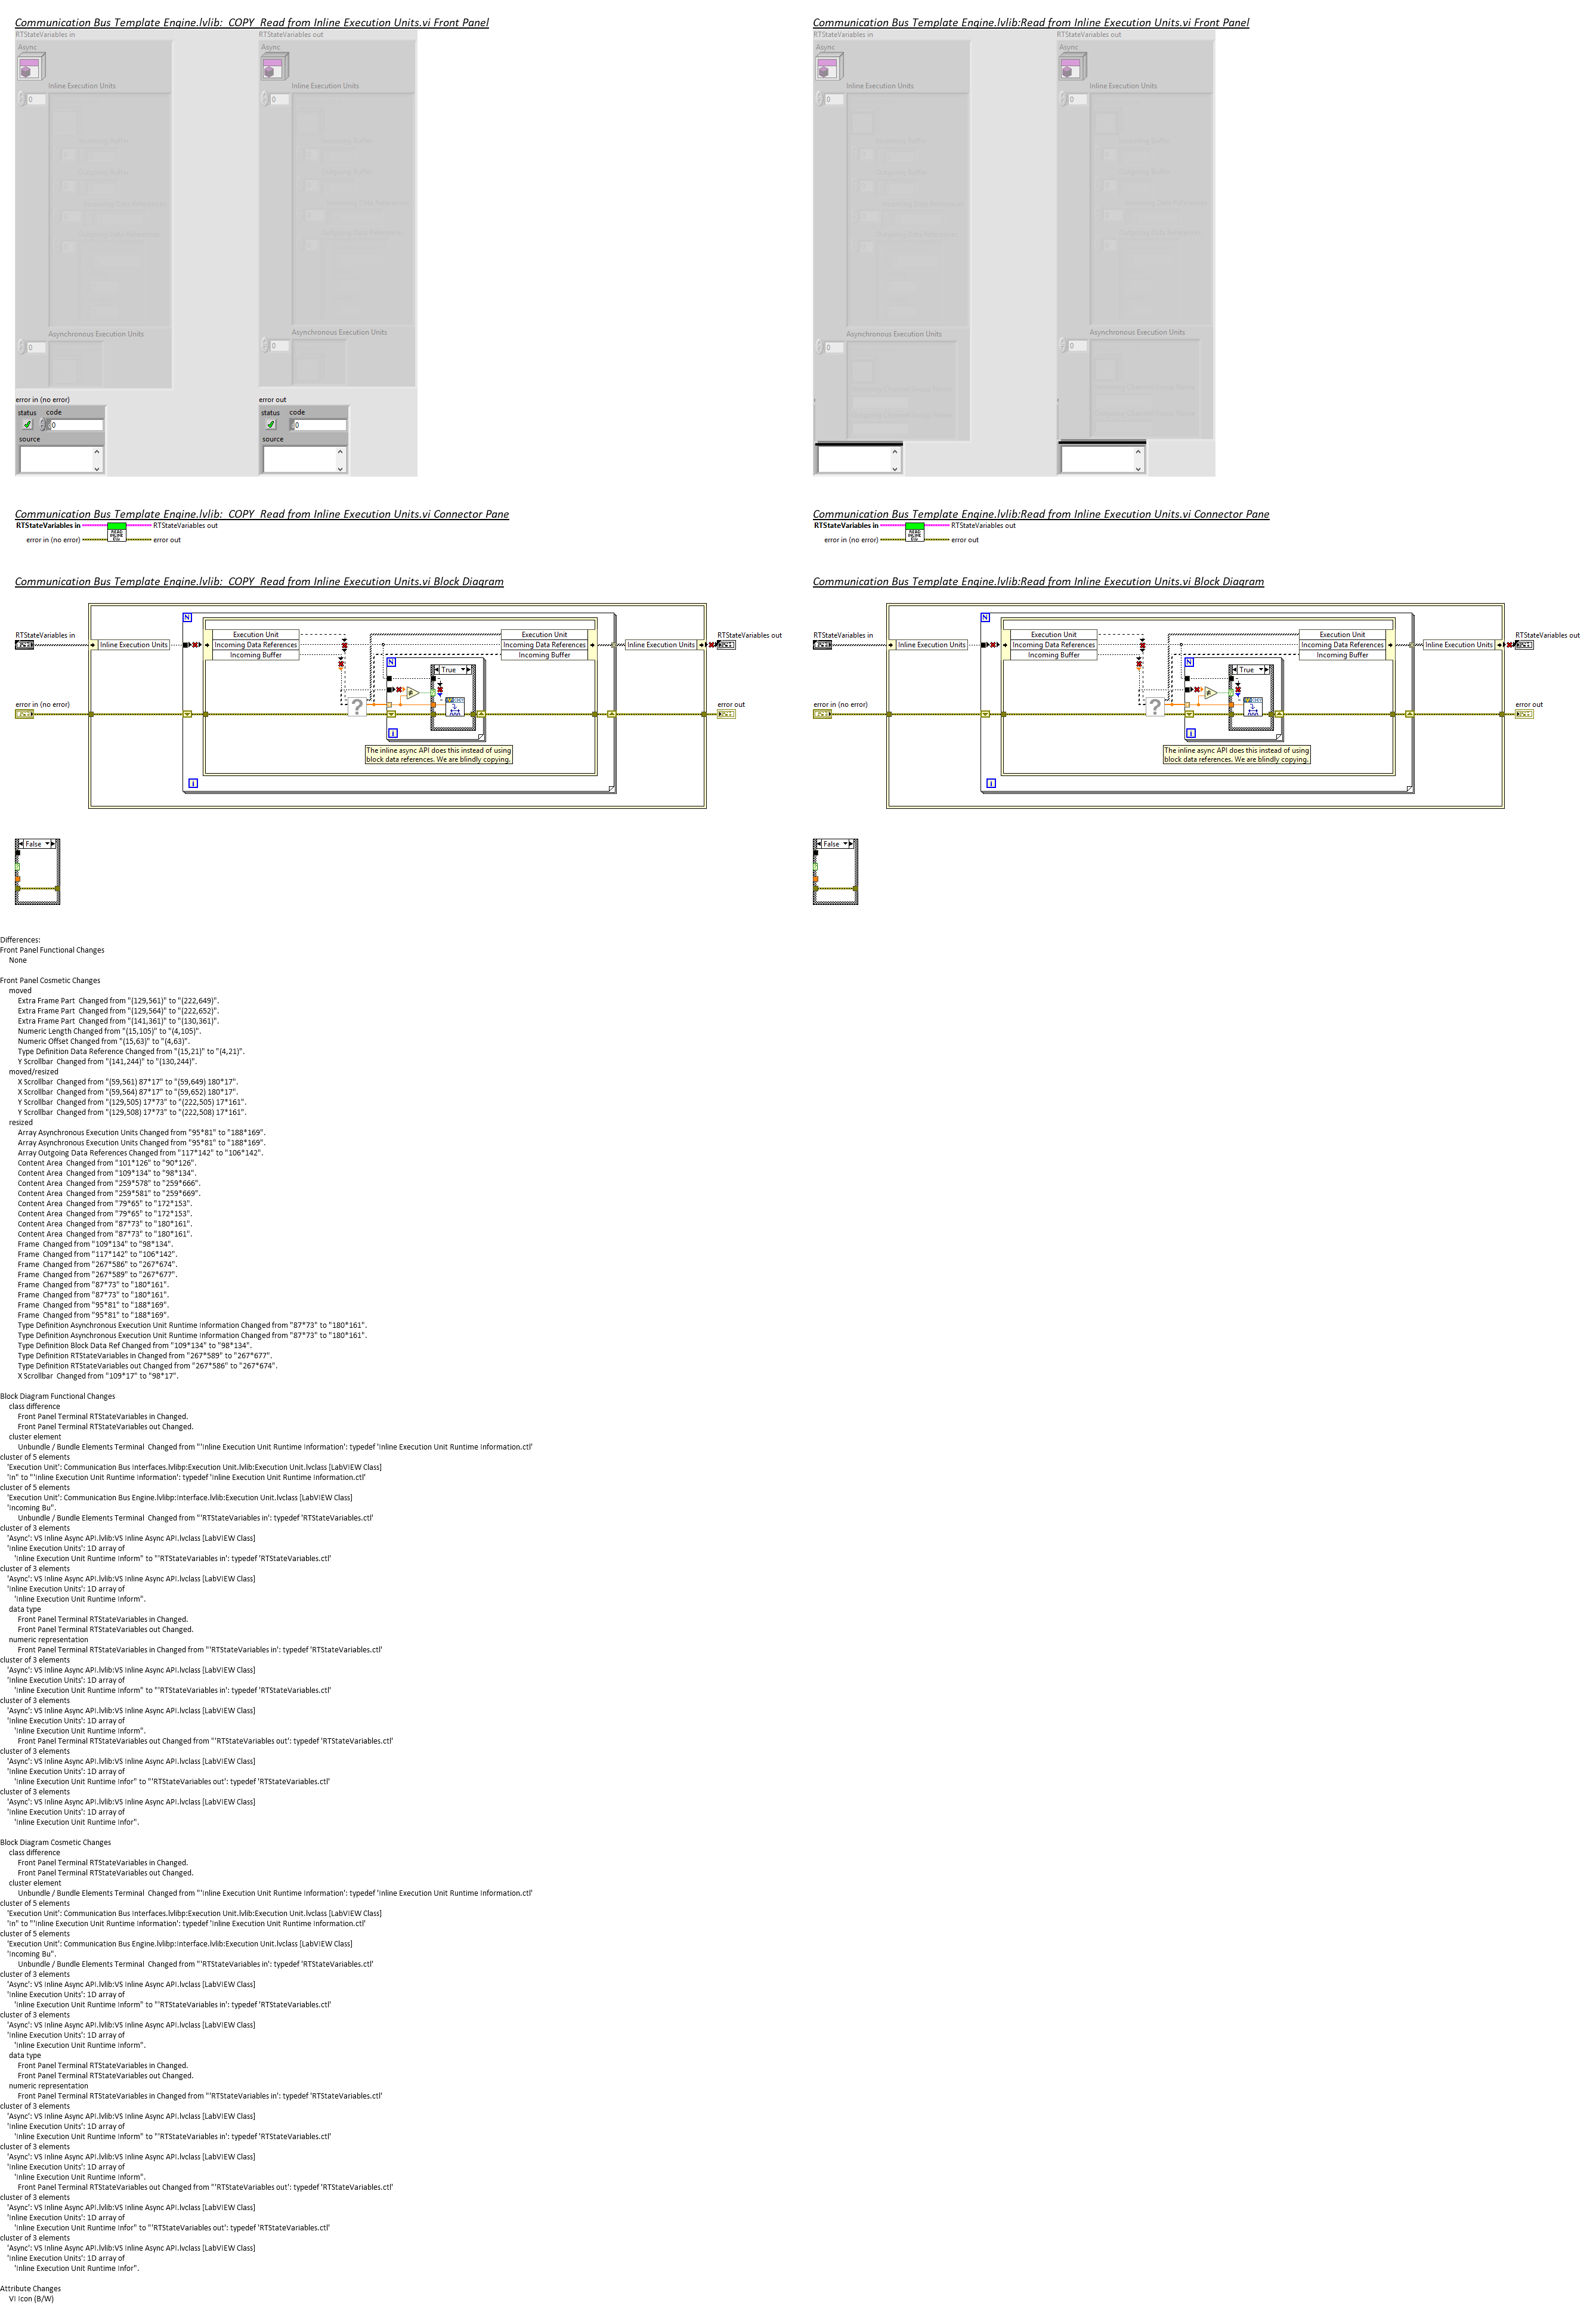 Communication Bus Template Engine.lvlib:_COPY_Read from Inline Execution Units.vi Front Panel
RTStateVariables in
RTStateVariables out
Async
Async
Inline Execution Units
Inline Execution Units
0
0
Incoming Buffer
Incoming Buffer
Outgoing Buffer
Outgoing Buffer
Incoming Data References
Incoming Data References
Outgoing Data References
Outgoing Data References
Asynchronous Execution Units
Asynchronous Execution Units
0
0
error in (no error)
error out
status code
status code
0
0
source
source
Communication Bus Template Engine.lvlib:Read from Inline Execution Units.vi Front Panel
RTStateVariables in
RTStateVariables out
Async
Async
Inline Execution Units
Inline Execution Units
0
0
Incoming Buffer
Incoming Buffer
Outgoing Buffer
Outgoing Buffer
Incoming Data References
Incoming Data References
Outgoing Data References
Outgoing Data References
Asynchronous Execution Units
Asynchronous Execution Units
0
0
Incoming Channel Group Name
Incoming Channel Group Name
Outgoing Channel Group Name
Outgoing Channel Group Name
Communication Bus Template Engine.lvlib:_COPY_Read from Inline Execution Units.vi Connector Pane
RTStateVariables in RTStateVariables out
error in (no error) error out
READ
INLINE
EUs
Communication Bus Template Engine.lvlib:Read from Inline Execution Units.vi Connector Pane
RTStateVariables in RTStateVariables out
error in (no error) error out
READ
INLINE
EUs
Communication Bus Template Engine.lvlib:_COPY_Read from Inline Execution Units.vi Block Diagram
RTStateVariables in
Inline Execution Units
N
Execution Unit
Incoming Data References
Incoming Buffer
N
True
?
i
The inline async API does this instead of using
block data references. We are blindly copying.
i
Execution Unit
Incoming Data References
Incoming Buffer
Inline Execution Units
RTStateVariables out
error in (no error)
error out
False
Communication Bus Template Engine.lvlib:Read from Inline Execution Units.vi Block Diagram
RTStateVariables in
Inline Execution Units
N
Execution Unit
Incoming Data References
Incoming Buffer
N
True
?
i
The inline async API does this instead of using
block data references. We are blindly copying.
i
Execution Unit
Incoming Data References
Incoming Buffer
Inline Execution Units
RTStateVariables out
error in (no error)
error out
False
Differences:
Front Panel Functional Changes
None
Front Panel Cosmetic Changes
moved
Extra Frame Part  Changed from "(129,561)" to "(222,649)".
Extra Frame Part  Changed from "(129,564)" to "(222,652)".
Extra Frame Part  Changed from "(141,361)" to "(130,361)".
Numeric Length Changed from "(15,105)" to "(4,105)".
Numeric Offset Changed from "(15,63)" to "(4,63)".
Type Definition Data Reference Changed from "(15,21)" to "(4,21)".
Y Scrollbar  Changed from "(141,244)" to "(130,244)".
moved/resized
X Scrollbar  Changed from "(59,561) 87*17" to "(59,649) 180*17".
X Scrollbar  Changed from "(59,564) 87*17" to "(59,652) 180*17".
Y Scrollbar  Changed from "(129,505) 17*73" to "(222,505) 17*161".
Y Scrollbar  Changed from "(129,508) 17*73" to "(222,508) 17*161".
resized
Array Asynchronous Execution Units Changed from "95*81" to "188*169".
Array Asynchronous Execution Units Changed from "95*81" to "188*169".
Array Outgoing Data References Changed from "117*142" to "106*142".
Content Area  Changed from "101*126" to "90*126".
Content Area  Changed from "109*134" to "98*134".
Content Area  Changed from "259*578" to "259*666".
Content Area  Changed from "259*581" to "259*669".
Content Area  Changed from "79*65" to "172*153".
Content Area  Changed from "79*65" to "172*153".
Content Area  Changed from "87*73" to "180*161".
Content Area  Changed from "87*73" to "180*161".
Frame  Changed from "109*134" to "98*134".
Frame  Changed from "117*142" to "106*142".
Frame  Changed from "267*586" to "267*674".
Frame  Changed from "267*589" to "267*677".
Frame  Changed from "87*73" to "180*161".
Frame  Changed from "87*73" to "180*161".
Frame  Changed from "95*81" to "188*169".
Frame  Changed from "95*81" to "188*169".
Type Definition Asynchronous Execution Unit Runtime Information Changed from "87*73" to "180*161".
Type Definition Asynchronous Execution Unit Runtime Information Changed from "87*73" to "180*161".
Type Definition Block Data Ref Changed from "109*134" to "98*134".
Type Definition RTStateVariables in Changed from "267*589" to "267*677".
Type Definition RTStateVariables out Changed from "267*586" to "267*674".
X Scrollbar  Changed from "109*17" to "98*17".
Block Diagram Functional Changes
class difference
Front Panel Terminal RTStateVariables in Changed.
Front Panel Terminal RTStateVariables out Changed.
cluster element
Unbundle / Bundle Elements Terminal  Changed from "'Inline Execution Unit Runtime Information': typedef 'Inline Execution Unit Runtime Information.ctl'
cluster of 5 elements
'Execution Unit': Communication Bus Interfaces.lvlibp:Execution Unit.lvlib:Execution Unit.lvclass [LabVIEW Class]
'In" to "'Inline Execution Unit Runtime Information': typedef 'Inline Execution Unit Runtime Information.ctl'
cluster of 5 elements
'Execution Unit': Communication Bus Engine.lvlibp:Interface.lvlib:Execution Unit.lvclass [LabVIEW Class]
'Incoming Bu".
Unbundle / Bundle Elements Terminal  Changed from "'RTStateVariables in': typedef 'RTStateVariables.ctl'
cluster of 3 elements
'Async': VS Inline Async API.lvlib:VS Inline Async API.lvclass [LabVIEW Class]
'Inline Execution Units': 1D array of
'Inline Execution Unit Runtime Inform" to "'RTStateVariables in': typedef 'RTStateVariables.ctl'
cluster of 3 elements
'Async': VS Inline Async API.lvlib:VS Inline Async API.lvclass [LabVIEW Class]
'Inline Execution Units': 1D array of
'Inline Execution Unit Runtime Inform".
data type
Front Panel Terminal RTStateVariables in Changed.
Front Panel Terminal RTStateVariables out Changed.
numeric representation
Front Panel Terminal RTStateVariables in Changed from "'RTStateVariables in': typedef 'RTStateVariables.ctl'
cluster of 3 elements
'Async': VS Inline Async API.lvlib:VS Inline Async API.lvclass [LabVIEW Class]
'Inline Execution Units': 1D array of
'Inline Execution Unit Runtime Inform" to "'RTStateVariables in': typedef 'RTStateVariables.ctl'
cluster of 3 elements
'Async': VS Inline Async API.lvlib:VS Inline Async API.lvclass [LabVIEW Class]
'Inline Execution Units': 1D array of
'Inline Execution Unit Runtime Inform".
Front Panel Terminal RTStateVariables out Changed from "'RTStateVariables out': typedef 'RTStateVariables.ctl'
cluster of 3 elements
'Async': VS Inline Async API.lvlib:VS Inline Async API.lvclass [LabVIEW Class]
'Inline Execution Units': 1D array of
'Inline Execution Unit Runtime Infor" to "'RTStateVariables out': typedef 'RTStateVariables.ctl'
cluster of 3 elements
'Async': VS Inline Async API.lvlib:VS Inline Async API.lvclass [LabVIEW Class]
'Inline Execution Units': 1D array of
'Inline Execution Unit Runtime Infor".
Block Diagram Cosmetic Changes
class difference
Front Panel Terminal RTStateVariables in Changed.
Front Panel Terminal RTStateVariables out Changed.
cluster element
Unbundle / Bundle Elements Terminal  Changed from "'Inline Execution Unit Runtime Information': typedef 'Inline Execution Unit Runtime Information.ctl'
cluster of 5 elements
'Execution Unit': Communication Bus Interfaces.lvlibp:Execution Unit.lvlib:Execution Unit.lvclass [LabVIEW Class]
'In" to "'Inline Execution Unit Runtime Information': typedef 'Inline Execution Unit Runtime Information.ctl'
cluster of 5 elements
'Execution Unit': Communication Bus Engine.lvlibp:Interface.lvlib:Execution Unit.lvclass [LabVIEW Class]
'Incoming Bu".
Unbundle / Bundle Elements Terminal  Changed from "'RTStateVariables in': typedef 'RTStateVariables.ctl'
cluster of 3 elements
'Async': VS Inline Async API.lvlib:VS Inline Async API.lvclass [LabVIEW Class]
'Inline Execution Units': 1D array of
'Inline Execution Unit Runtime Inform" to "'RTStateVariables in': typedef 'RTStateVariables.ctl'
cluster of 3 elements
'Async': VS Inline Async API.lvlib:VS Inline Async API.lvclass [LabVIEW Class]
'Inline Execution Units': 1D array of
'Inline Execution Unit Runtime Inform".
data type
Front Panel Terminal RTStateVariables in Changed.
Front Panel Terminal RTStateVariables out Changed.
numeric representation
Front Panel Terminal RTStateVariables in Changed from "'RTStateVariables in': typedef 'RTStateVariables.ctl'
cluster of 3 elements
'Async': VS Inline Async API.lvlib:VS Inline Async API.lvclass [LabVIEW Class]
'Inline Execution Units': 1D array of
'Inline Execution Unit Runtime Inform" to "'RTStateVariables in': typedef 'RTStateVariables.ctl'
cluster of 3 elements
'Async': VS Inline Async API.lvlib:VS Inline Async API.lvclass [LabVIEW Class]
'Inline Execution Units': 1D array of
'Inline Execution Unit Runtime Inform".
Front Panel Terminal RTStateVariables out Changed from "'RTStateVariables out': typedef 'RTStateVariables.ctl'
cluster of 3 elements
'Async': VS Inline Async API.lvlib:VS Inline Async API.lvclass [LabVIEW Class]
'Inline Execution Units': 1D array of
'Inline Execution Unit Runtime Infor" to "'RTStateVariables out': typedef 'RTStateVariables.ctl'
cluster of 3 elements
'Async': VS Inline Async API.lvlib:VS Inline Async API.lvclass [LabVIEW Class]
'Inline Execution Units': 1D array of
'Inline Execution Unit Runtime Infor".
Attribute Changes
VI Icon (B/W)